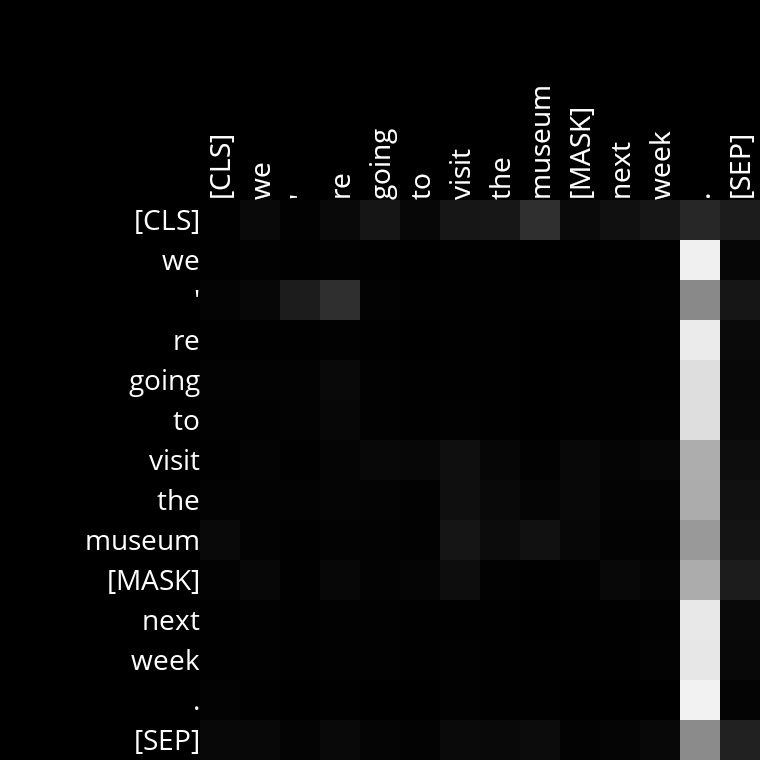 [CLS] we ' re going to visit the museum [MASK] next week . [SEP]
[CLS]
we
'
re
going
to
visit
the
museum
[MASK]
next
week
.
[SEP]